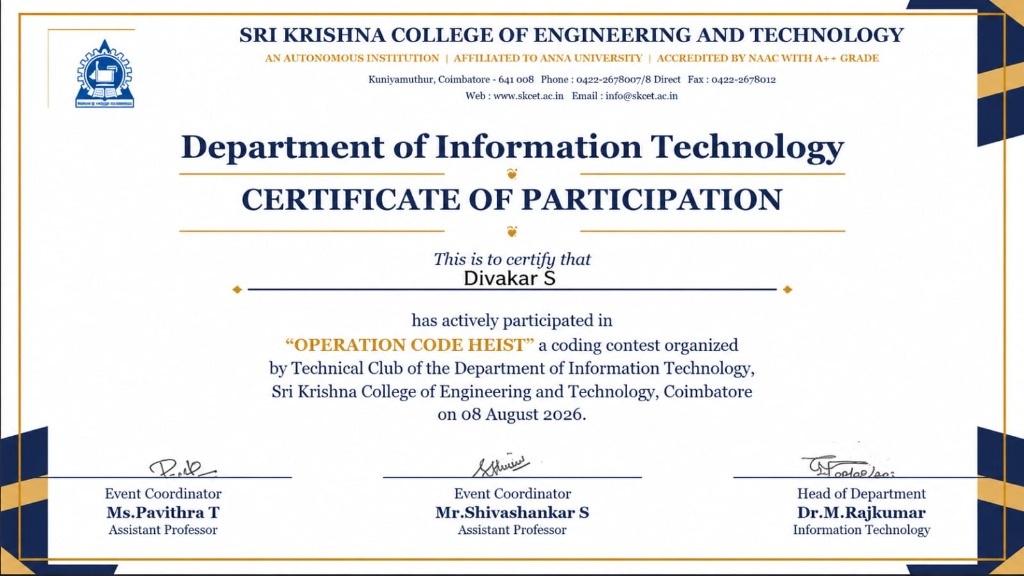 SRI KRISHNA COLLEGE OF ENGINEERING AND TECHNOLOGY
AN AUTONOMOUS INSTITUTION | AFFILIATED TO ANNA UNIVERSITY | ACCREDITED BY NAAC WITH A++ GRADE
Kuniyamuthur, Coimbatore - 641 008 Phone : 0422-2678007/8 Direct Fax : 0422-2678012
Web : www.skcet.ac.in Email : info@skcet.ac.in
Department of Information Technology
CERTIFICATE OF PARTICIPATION
This is to certify that
Divakar S
has actively participated in
“OPERATION CODE HEIST” a coding contest organized
by Technical Club of the Department of Information Technology,
Sri Krishna College of Engineering and Technology, Coimbatore
on 08 August 2026.
Event Coordinator
Ms.Pavithra T
Assistant Professor
Event Coordinator
Mr.Shivashankar S
Assistant Professor
Head of Department
Dr.M.Rajkumar
Information Technology